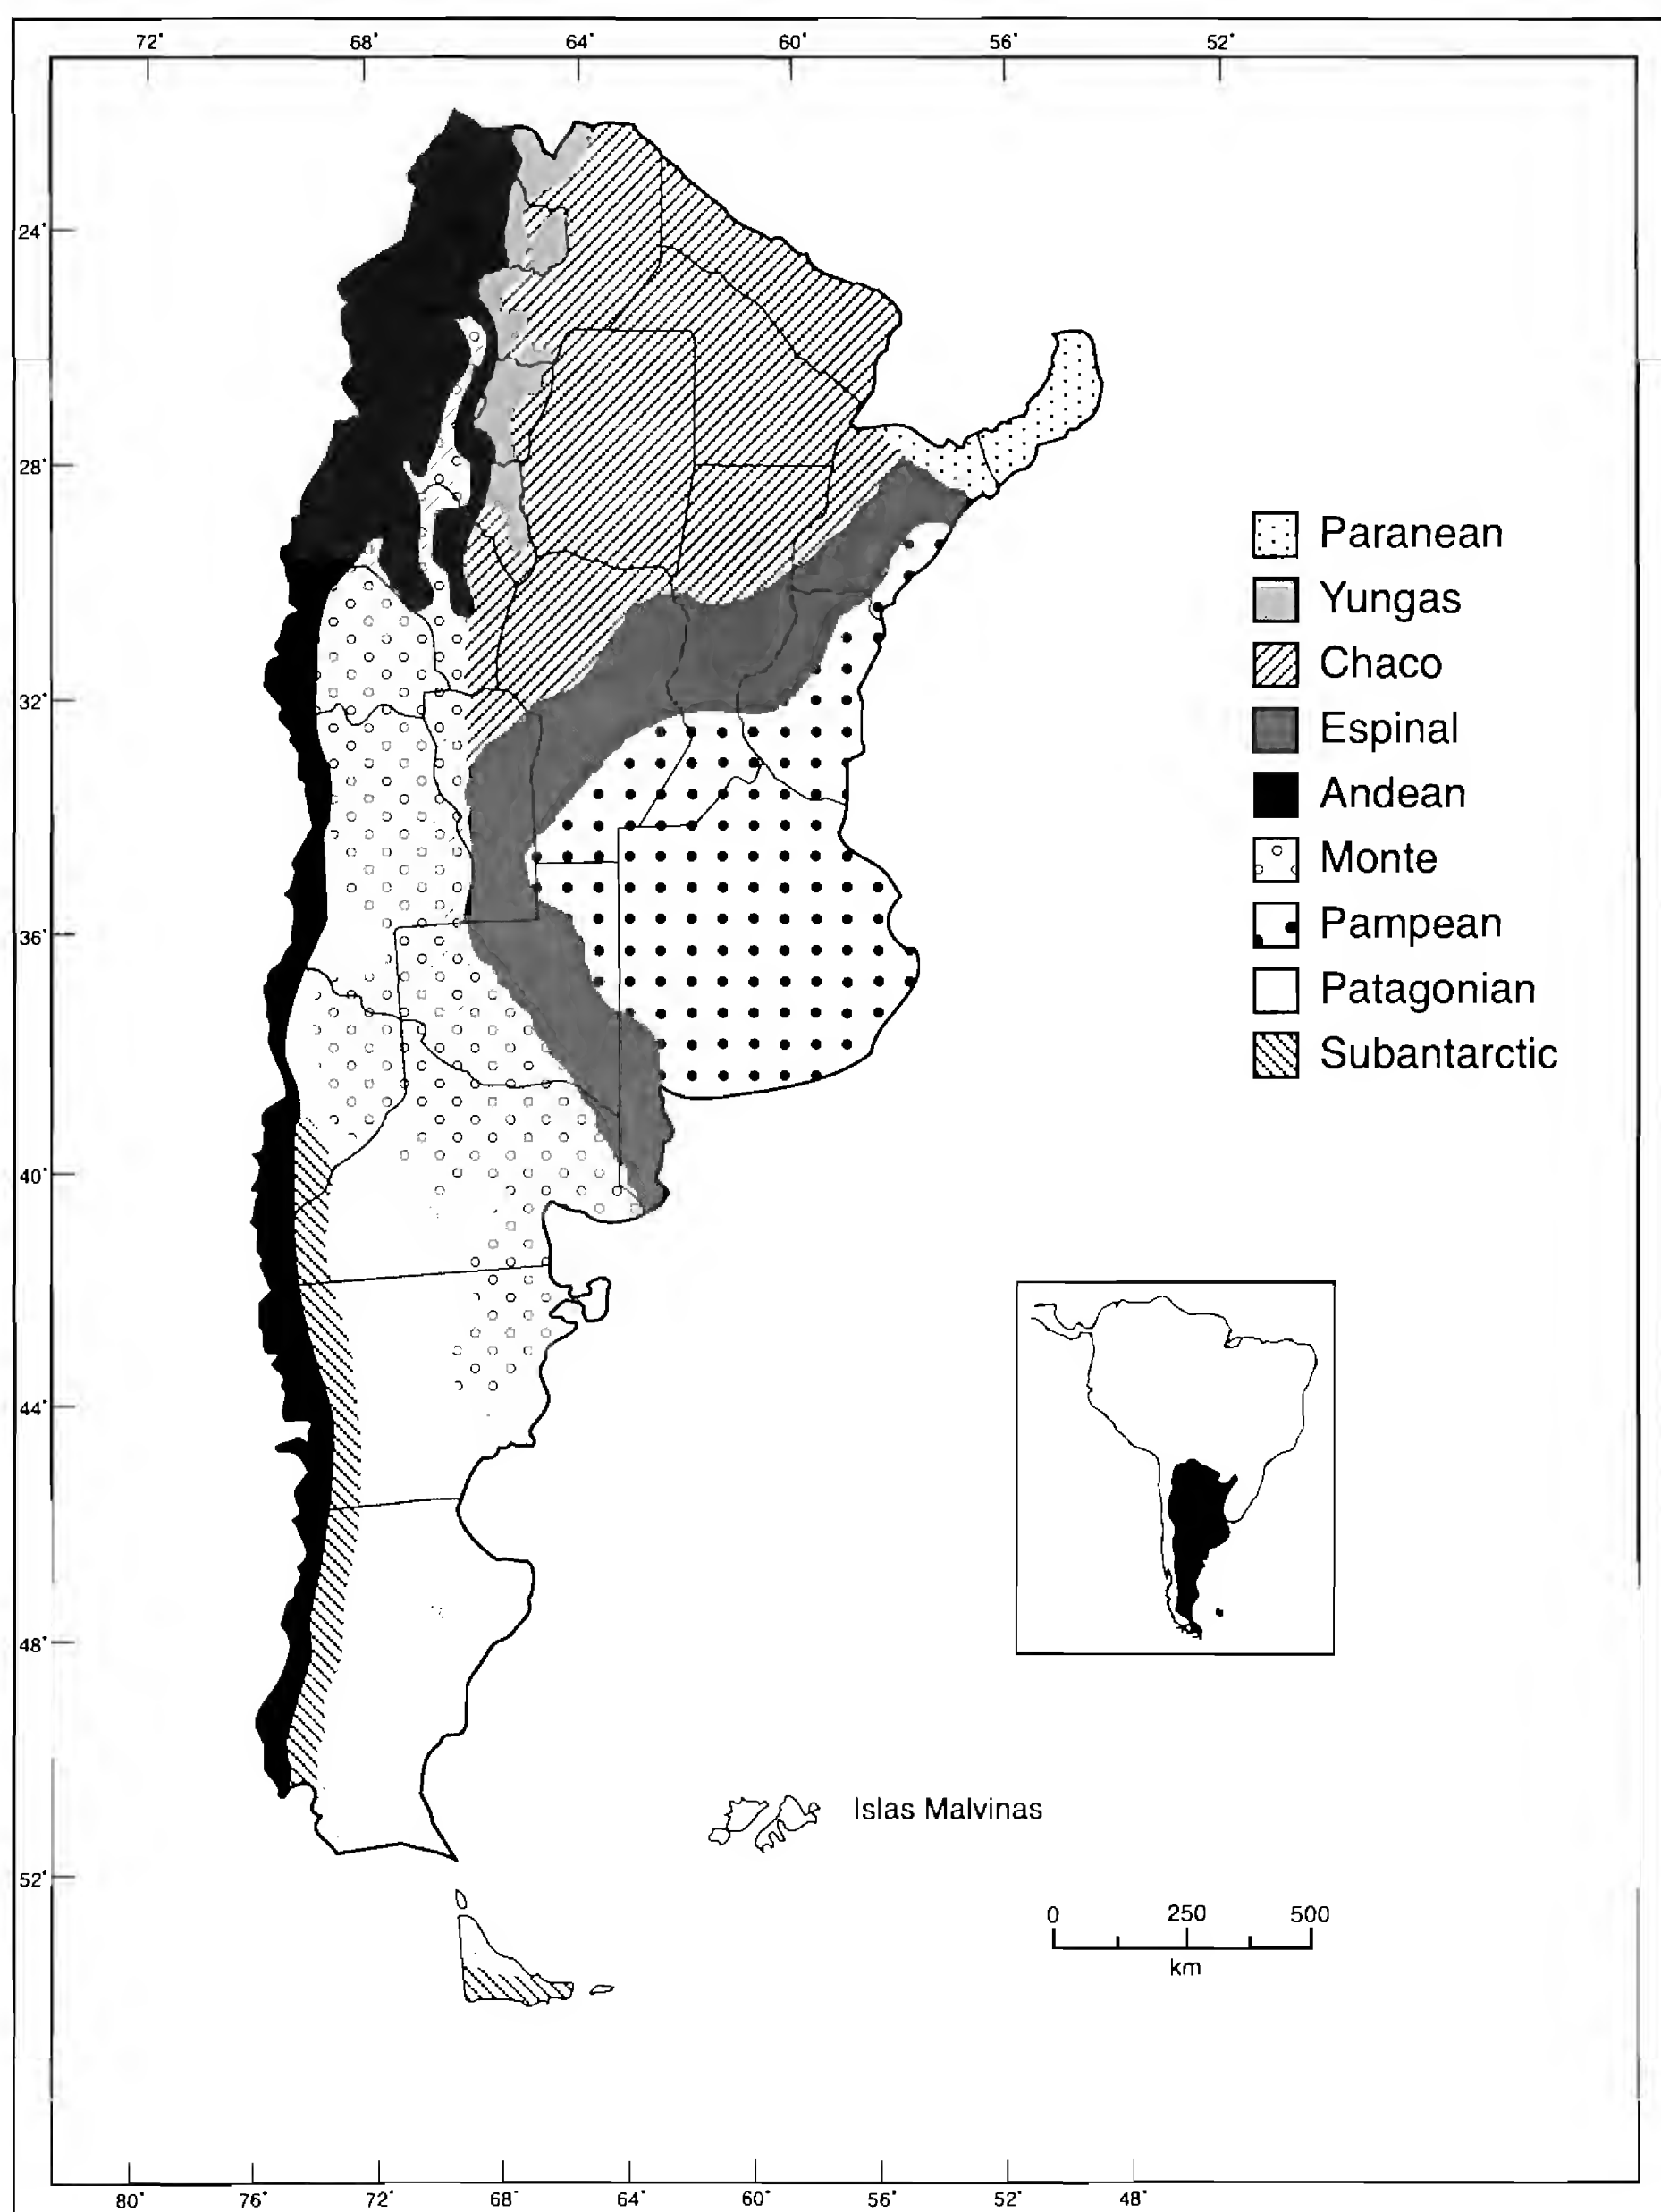 72° 68° 64° 60° 56° 52°
24°
28°
32°
36°
40°
44°
48°
52°
Paranean
Yungas
Chaco
Espinal
Andean
Monte
Pampean
Patagonian
Subantarctic
Islas Malvinas
0 250 500
km
80° 76° 72° 68° 64° 60° 56° 52° 48°